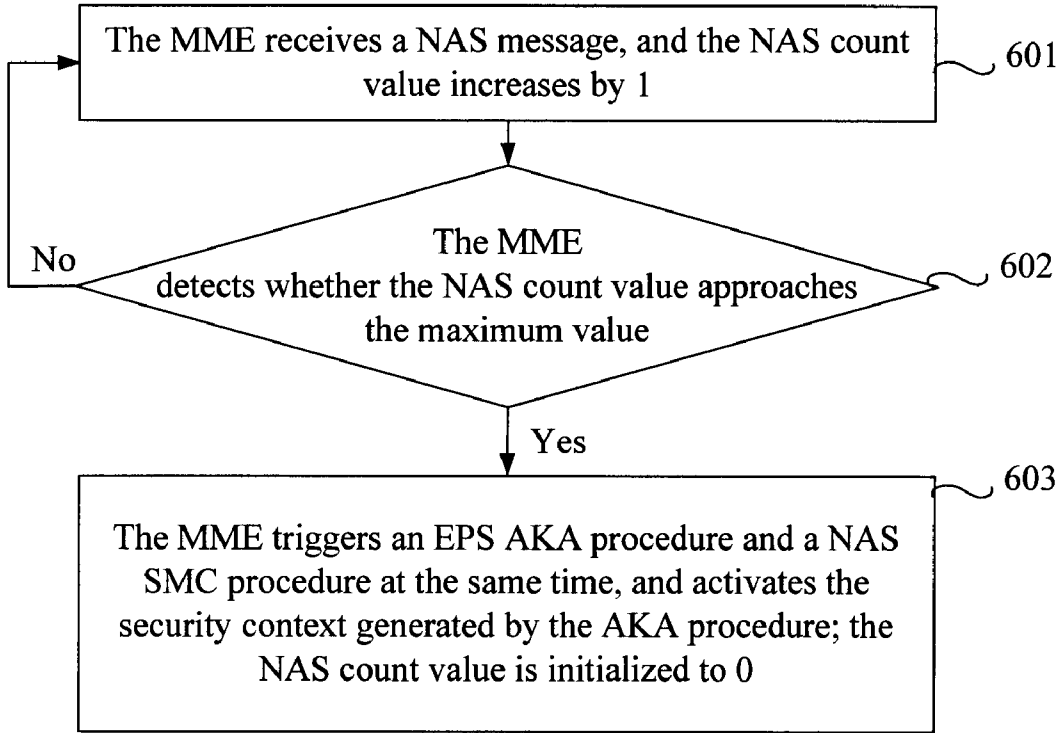 The MME receives a NAS message, and the NAS count
value increases by 1
601
The MME
detects whether the NAS count value approaches
the maximum value
602
No
Yes
603
The MME triggers an EPS AKA procedure and a NAS
SMC procedure at the same time, and activates the
security context generated by the AKA procedure; the
NAS count value is initialized to 0